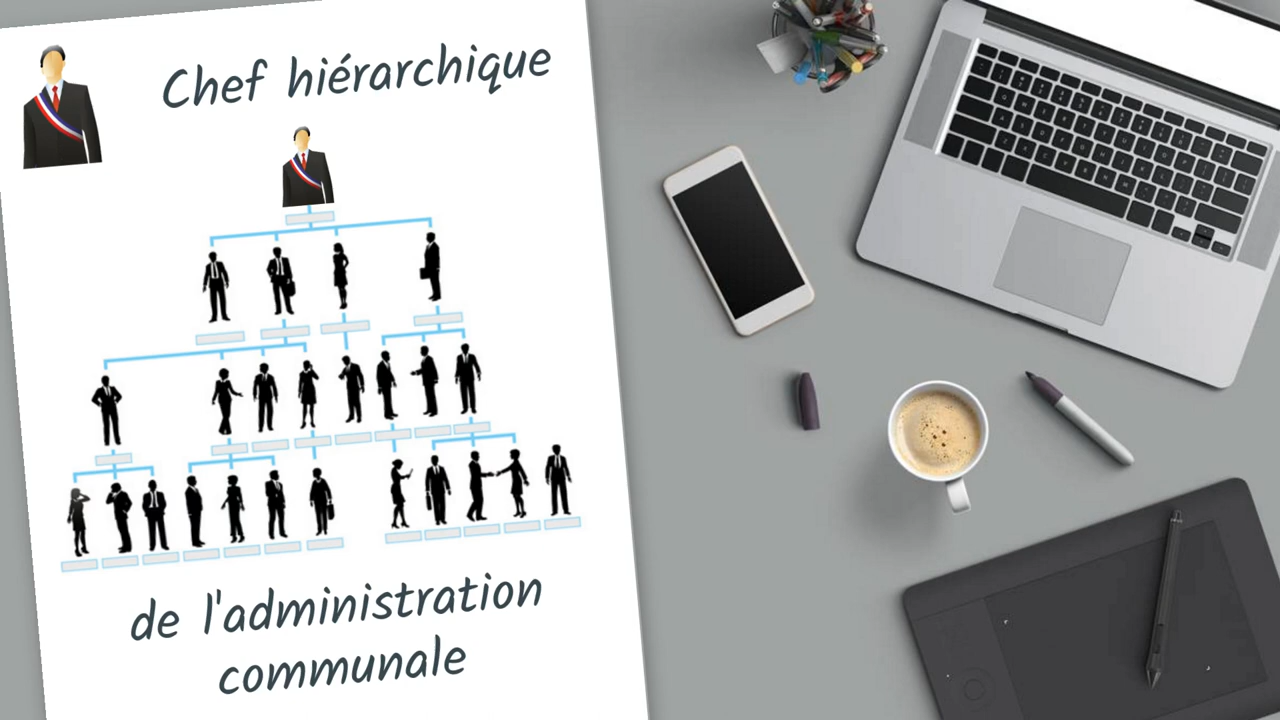 Chef hiérarchique
de l'administration
communale